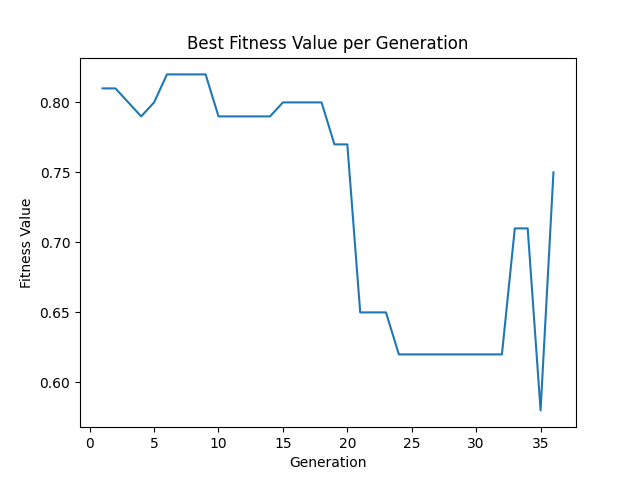 Best Fitness Value per Generation
Fitness Value
0.80
0.75
0.70
0.65
0.60
0 5 10 15 20 25 30 35
Generation